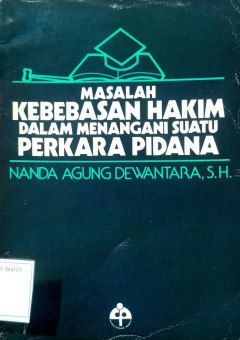 MASALAH
KEBEBASAN HAKIM
DALAM MENANGANI SUATU
PERKARA PIDANA
NANDA AGUNG DEWANTARA, S.H.